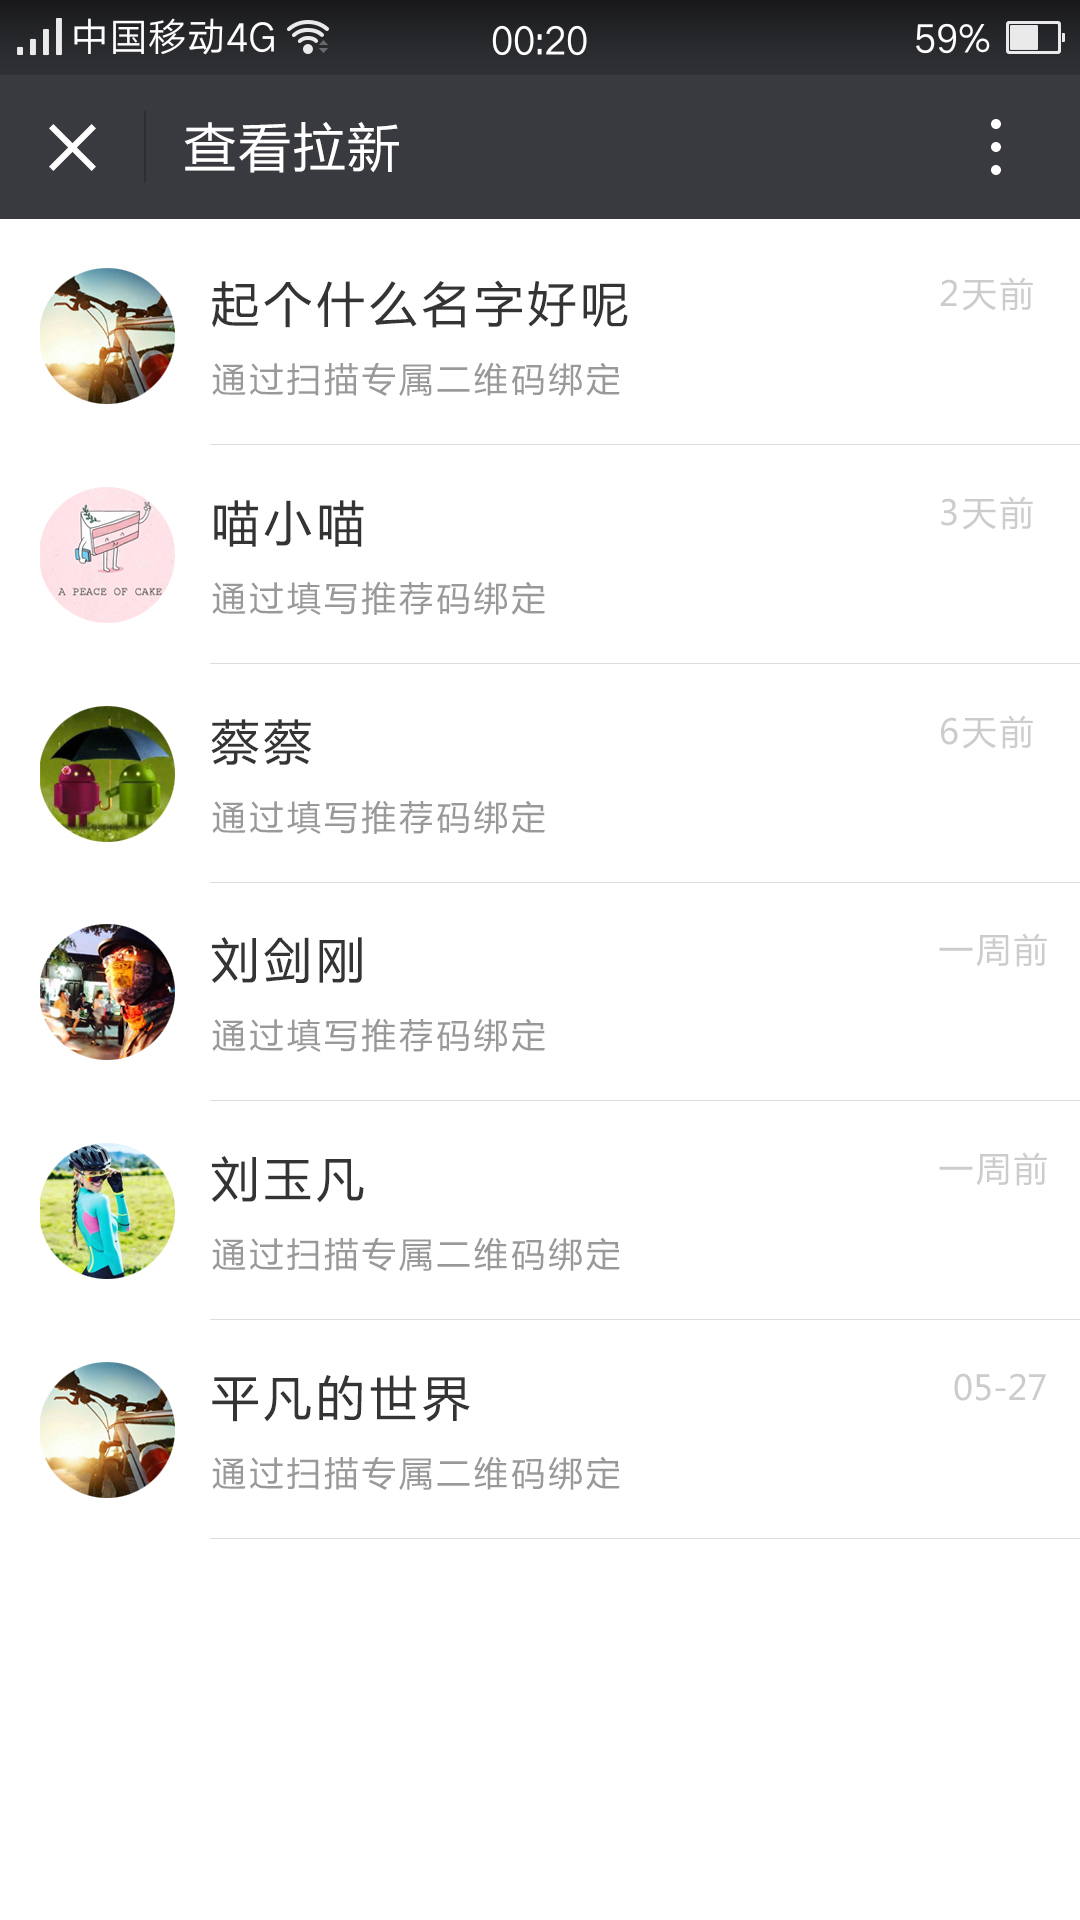 中国移动4G 00:20 59%
查看拉新
起个什么名字好呢 2天前
通过扫描专属二维码绑定
喵小喵 3天前
A PEACE OF CAKE
通过填写推荐码绑定
蔡蔡 6天前
通过填写推荐码绑定
刘剑刚 一周前
通过填写推荐码绑定
刘玉凡 一周前
通过扫描专属二维码绑定
平凡的世界 05-27
通过扫描专属二维码绑定